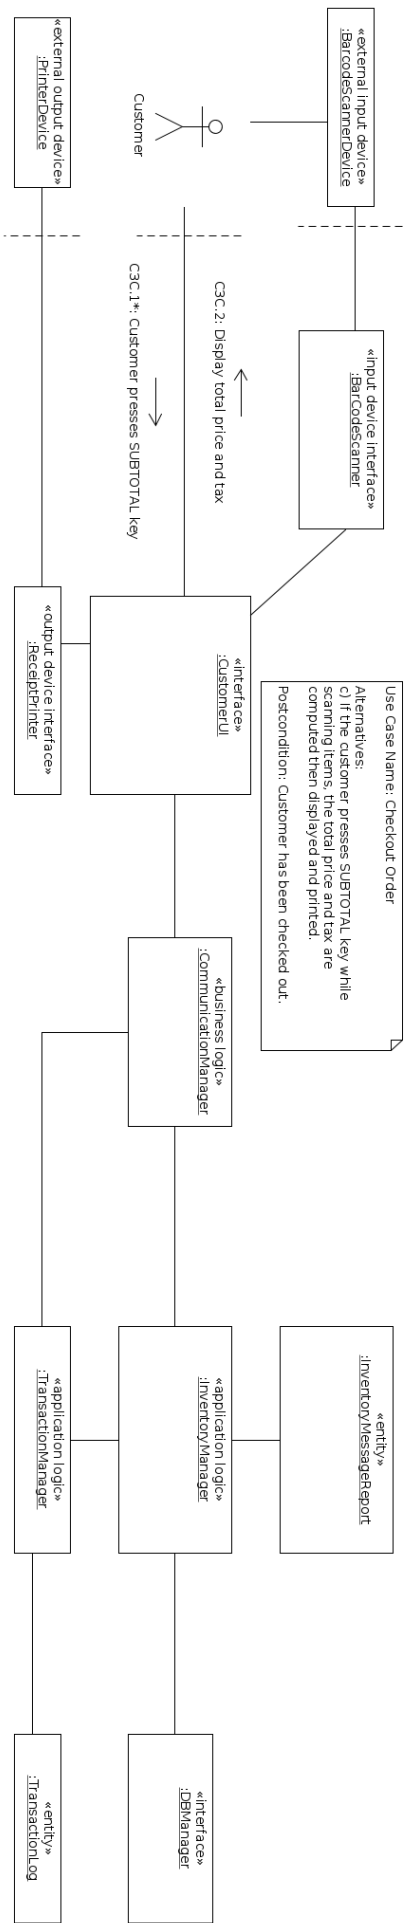 «external input device»
:BarcodeScannerDevice
«input device interface»
:BarCodeScanner
Use Case Name: Checkout Order
Alternatives:
c) If the customer presses SUBTOTAL key while
scanning items, the total price and tax are
computed then displayed and printed.
Postcondition: Customer has been checked out.
«entity»
:InventoryMessageReport
Customer
C3C.2: Display total price and tax
C3C.1*: Customer presses SUBTOTAL key
«interface»
:CustomerUI
«business logic»
:CommunicationManager
«application logic»
:InventoryManager
«interface»
:DBManager
«external output device»
:PrinterDevice
«output device interface»
:ReceiptPrinter
«application logic»
:TransactionManager
«entity»
:TransactionLog